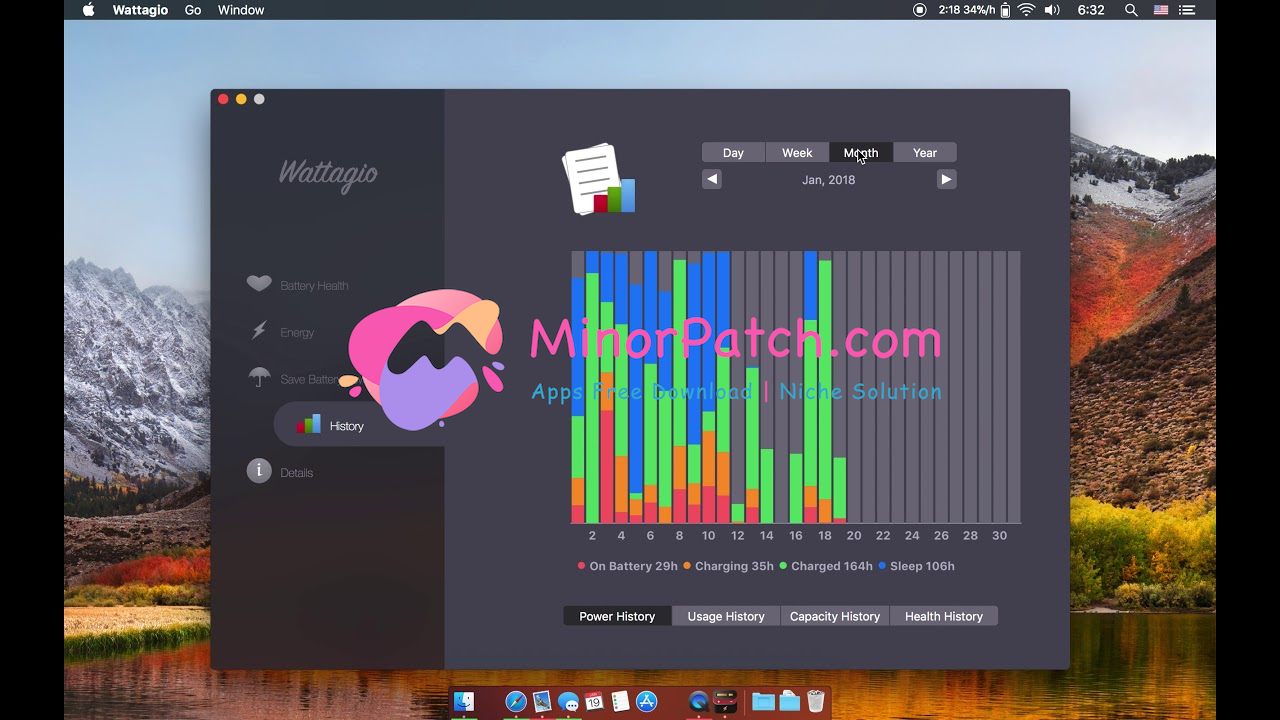 Wattagio Go Window 2:18 34%/h 6:32
Wattagio
Day Week Month Year
Jan, 2018
Battery Health
Energy
Save Batter
History
Details
MinorPatch.com
Apps Free Download | Niche Solution
2 4 6 8 10 12 14 16 18 20 22 24 26 28 30
On Battery 29h Charging 35h Charged 164h Sleep 106h
Power History Usage History Capacity History Health History
19